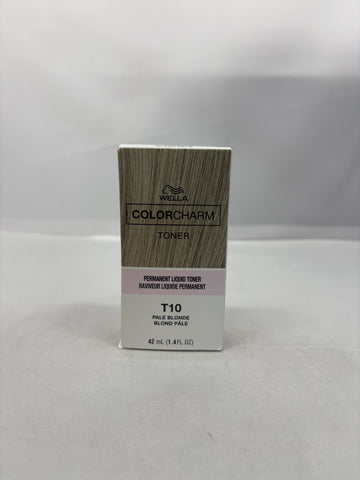 WELLA
COLORCHARM
TONER
PERMANENT LIQUID TONER
RAVIVEUR LIQUIDE PERMANENT
T10
PALE BLONDE
BLOND PÂLE
42 mL (1.4 FL OZ)